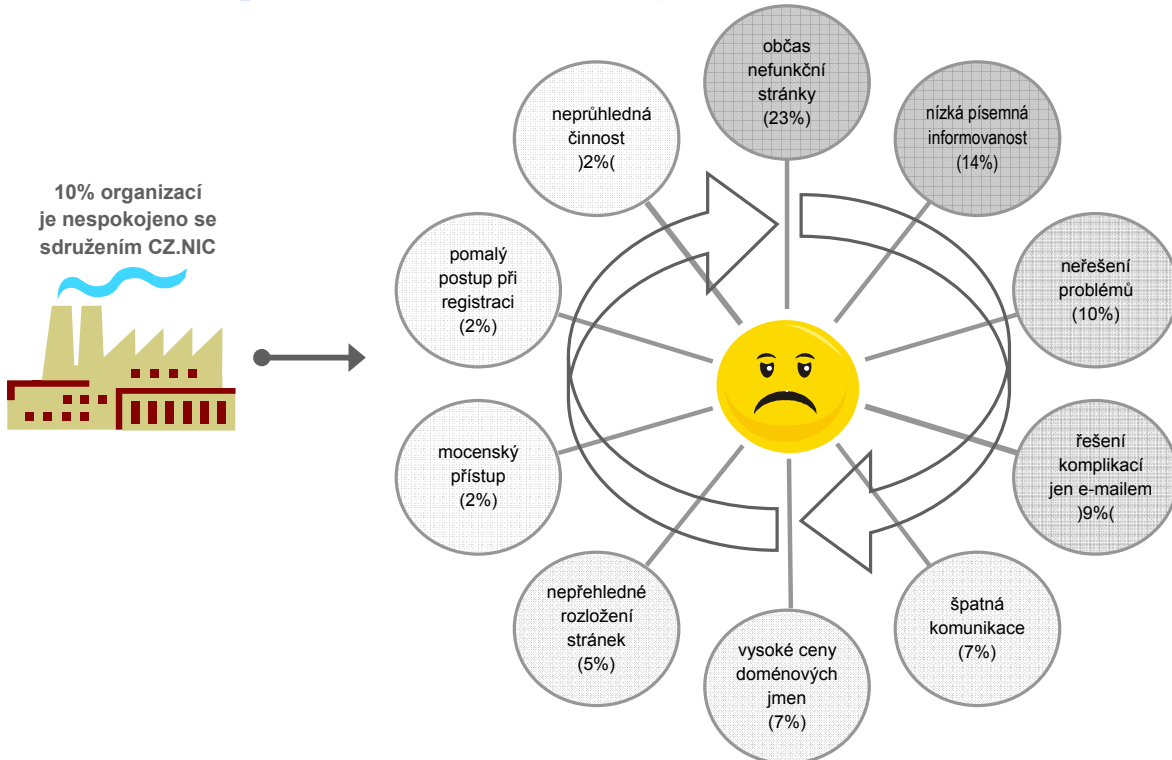 10% organizací
je nespokojeno se
sdružením CZ.NIC
občas
nefunkční
stránky
(23%)
nízká písemná
informovanost
(14%)
neřešení
problémů
(10%)
řešení
komplikací
jen e-mailem
)9%(
špatná
komunikace
(7%)
vysoké ceny
doménových
jmen
(7%)
nepřehledné
rozložení
stránek
(5%)
mocenský
přístup
(2%)
pomalý
postup při
registraci
(2%)
neprůhledná
činnost
)2%(